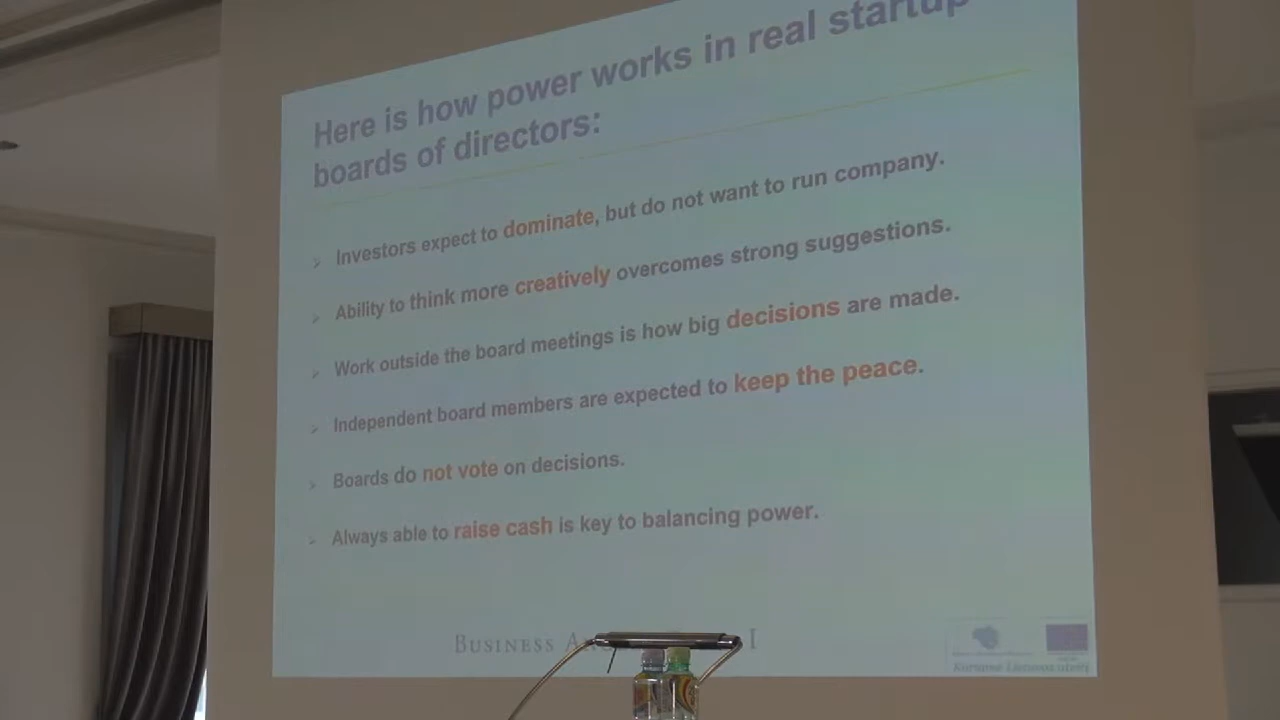 Here is how power works in real startup
boards of directors:
Investors expect to dominate, but do not want to run company.
Ability to think more creatively overcomes strong suggestions.
Work outside the board meetings is how big decisions are made.
Independent board members are expected to keep the peace.
Boards do not vote on decisions.
Always able to raise cash is key to balancing power.
BUSINESS